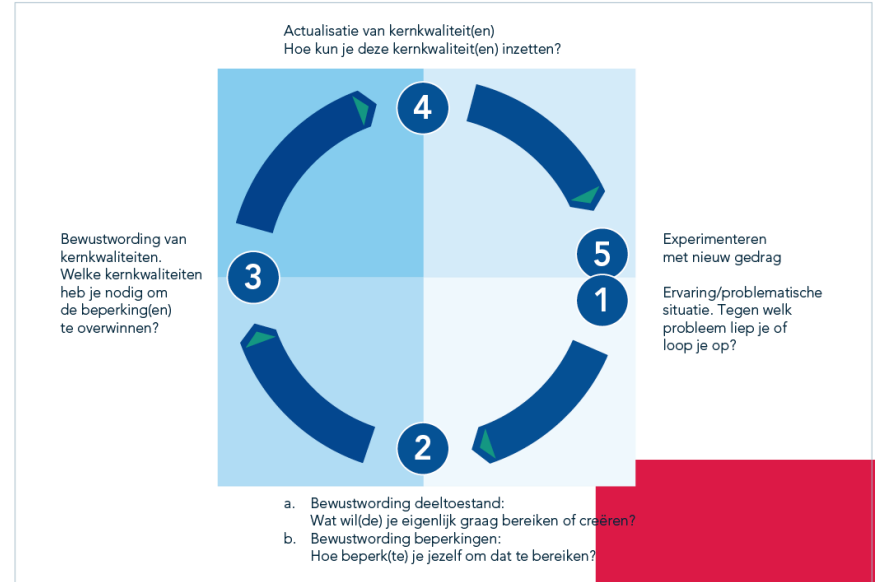 Actualisatie van kernkwaliteit(en)
Hoe kun je deze kernkwaliteit(en) inzetten?
4
Bewustwording van
kernkwaliteiten.
Welke kernkwaliteiten
heb je nodig om
de beperking(en)
te overwinnen?
3
5
Experimenteren
met nieuw gedrag
1
Ervaring/problematische
situatie. Tegen welk
probleem liep je of
loop je op?
2
a. Bewustwording deeltoestand:
Wat wil(de) je eigenlijk graag bereiken of creëren?
b. Bewustwording beperkingen:
Hoe beperk(te) je jezelf om dat te bereiken?